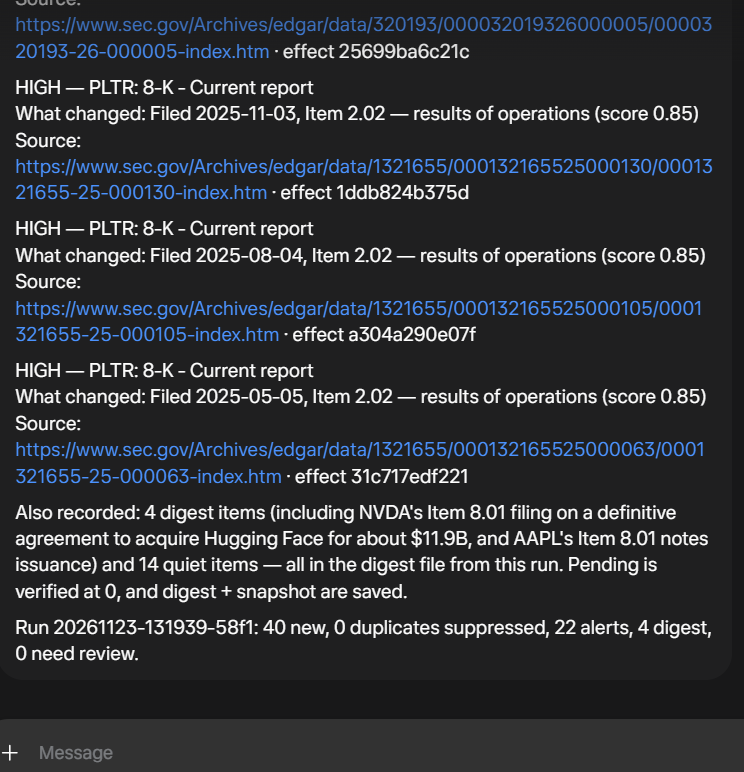 Source:
https://www.sec.gov/Archives/edgar/data/320193/000032019326000005/00003
20193-26-000005-index.htm · effect 25699ba6c21c
HIGH — PLTR: 8-K - Current report
What changed: Filed 2025-11-03, Item 2.02 — results of operations (score 0.85)
Source:
https://www.sec.gov/Archives/edgar/data/1321655/000132165525000130/00013
21655-25-000130-index.htm · effect 1ddb824b375d
HIGH — PLTR: 8-K - Current report
What changed: Filed 2025-08-04, Item 2.02 — results of operations (score 0.85)
Source:
https://www.sec.gov/Archives/edgar/data/1321655/000132165525000105/0001
321655-25-000105-index.htm · effect a304a290e07f
HIGH — PLTR: 8-K - Current report
What changed: Filed 2025-05-05, Item 2.02 — results of operations (score 0.85)
Source:
https://www.sec.gov/Archives/edgar/data/1321655/000132165525000063/0001
321655-25-000063-index.htm · effect 31c717edf221
Also recorded: 4 digest items (including NVDA's Item 8.01 filing on a definitive
agreement to acquire Hugging Face for about $11.9B, and AAPL's Item 8.01 notes
issuance) and 14 quiet items — all in the digest file from this run. Pending is
verified at 0, and digest + snapshot are saved.
Run 20261123-131939-58f1: 40 new, 0 duplicates suppressed, 22 alerts, 4 digest,
0 need review.
Message